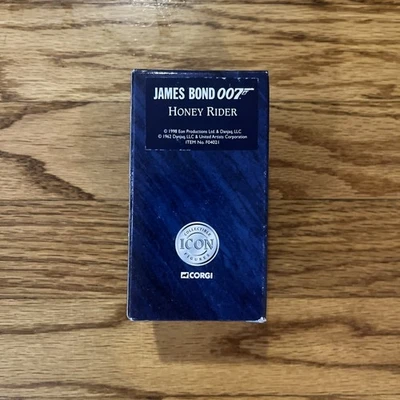 JAMES BOND 007
HONEY RIDER
© 1998 Eon Productions Ltd. & Danjaq, LLC
© 1962 Danjaq, LLC & United Artists Corporation
ITEM No. F04021
COLLECTIBLE
ICON
FIGURES
CORGI